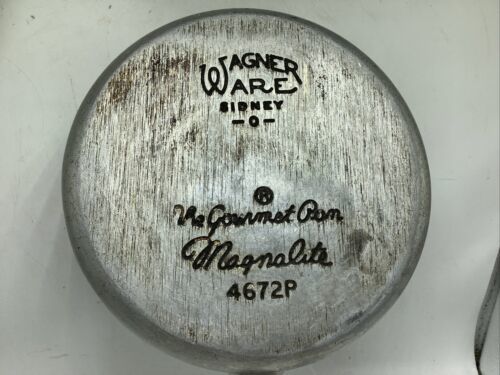 WAGNER
WARE
SIDNEY
-O-
®
The Gourmet Pan
Magnalite
4672P